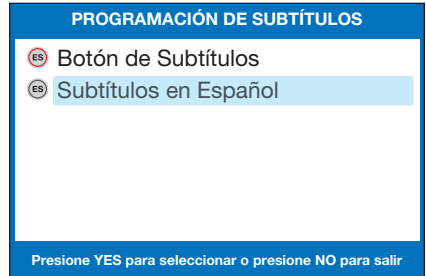 PROGRAMACIÓN DE SUBTÍTULOS
ES Botón de Subtítulos
ES Subtítulos en Español
Presione YES para seleccionar o presione NO para salir